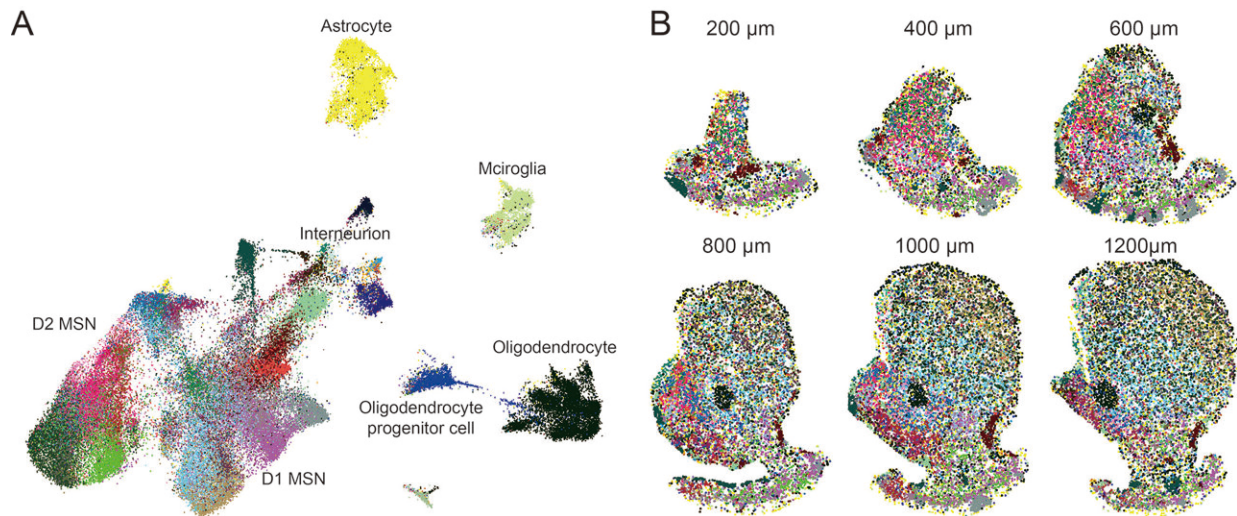 A
Astrocyte
Mciroglia
Interneurion
D2 MSN
Oligodendrocyte
Oligodendrocyte
progenitor cell
D1 MSN
B
200 μm
400 μm
600 μm
800 μm
1000 μm
1200μm